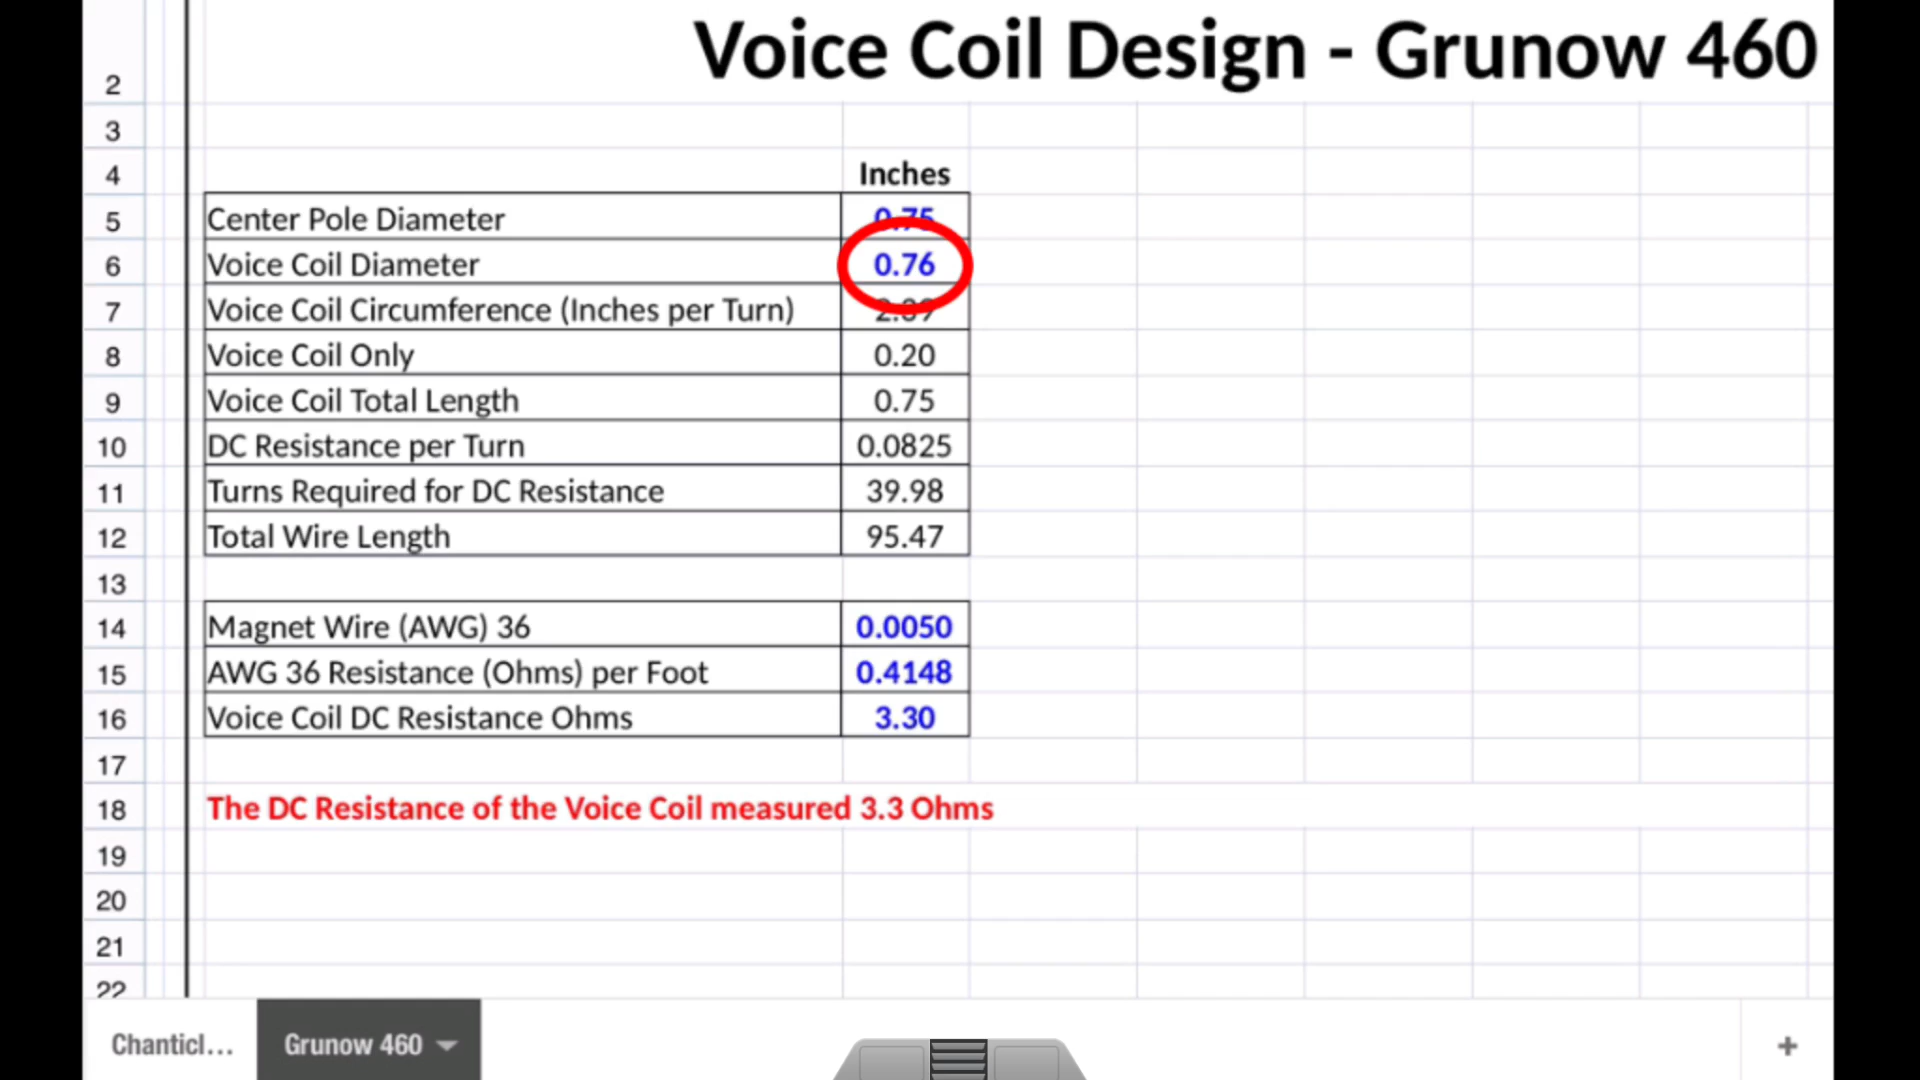 2 Voice Coil Design - Grunow 460
3
4 Inches
5 Center Pole Diameter 0.75
6 Voice Coil Diameter 0.76
7 Voice Coil Circumference (Inches per Turn) 2.39
8 Voice Coil Only 0.20
9 Voice Coil Total Length 0.75
10 DC Resistance per Turn 0.0825
11 Turns Required for DC Resistance 39.98
12 Total Wire Length 95.47
13
14 Magnet Wire (AWG) 36 0.0050
15 AWG 36 Resistance (Ohms) per Foot 0.4148
16 Voice Coil DC Resistance Ohms 3.30
17
18 The DC Resistance of the Voice Coil measured 3.3 Ohms
19
20
21
22
Chanticl... Grunow 460 +